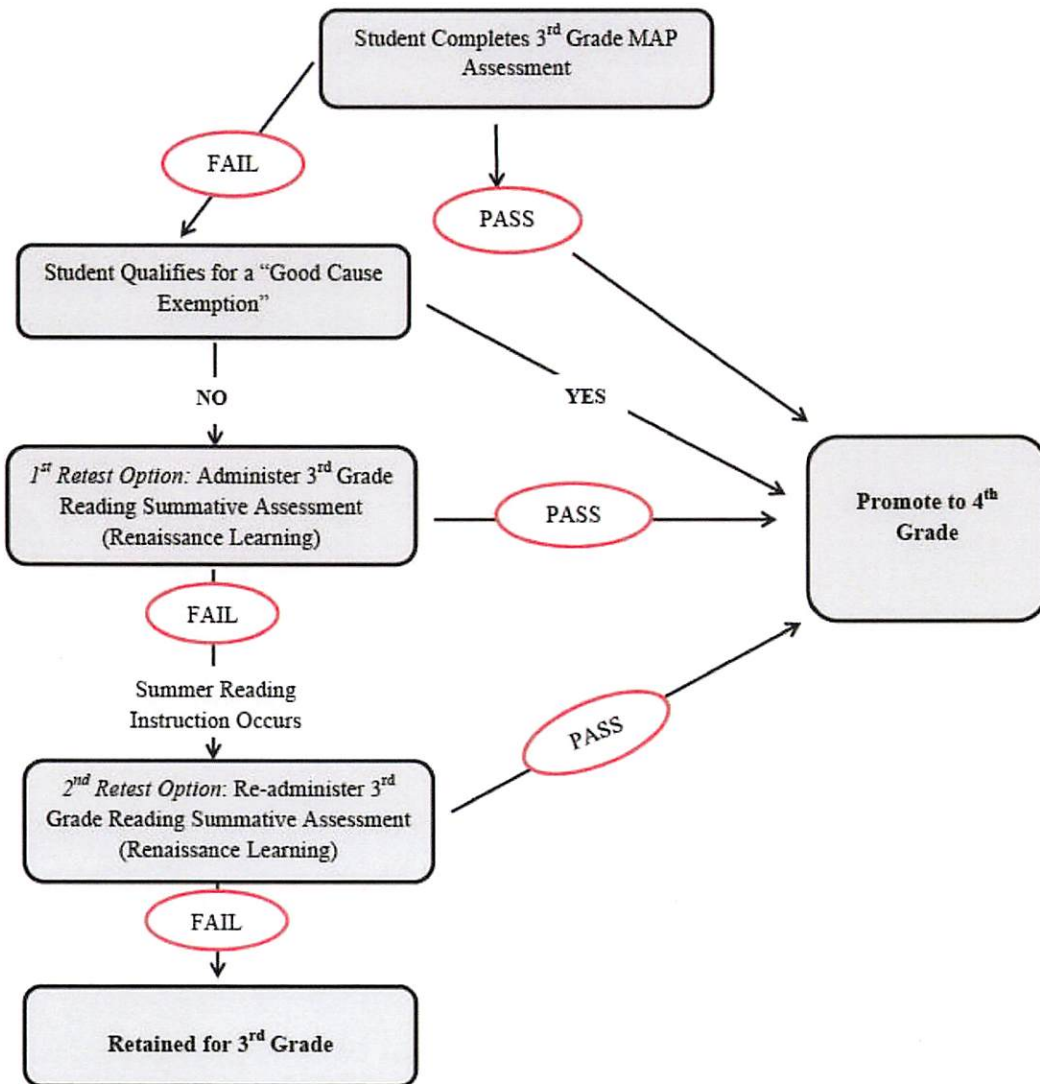 Student Completes 3rd Grade MAP
Assessment
FAIL
PASS
Student Qualifies for a “Good Cause
Exemption”
NO
YES
1st Retest Option: Administer 3rd Grade
Reading Summative Assessment
(Renaissance Learning)
PASS
Promote to 4th
Grade
FAIL
Summer Reading
Instruction Occurs
2nd Retest Option: Re-administer 3rd
Grade Reading Summative Assessment
(Renaissance Learning)
PASS
FAIL
Retained for 3rd Grade